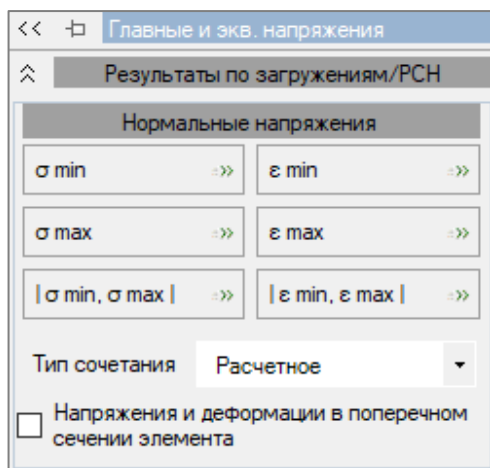 << Главные и экв. напряжения
Результаты по загружениям/РСН
Нормальные напряжения
σ min >> ε min >>
σ max >> ε max >>
|σ min, σ max| >> |ε min, ε max| >>
Тип сочетания Расчетное
Напряжения и деформации в поперечном
сечении элемента